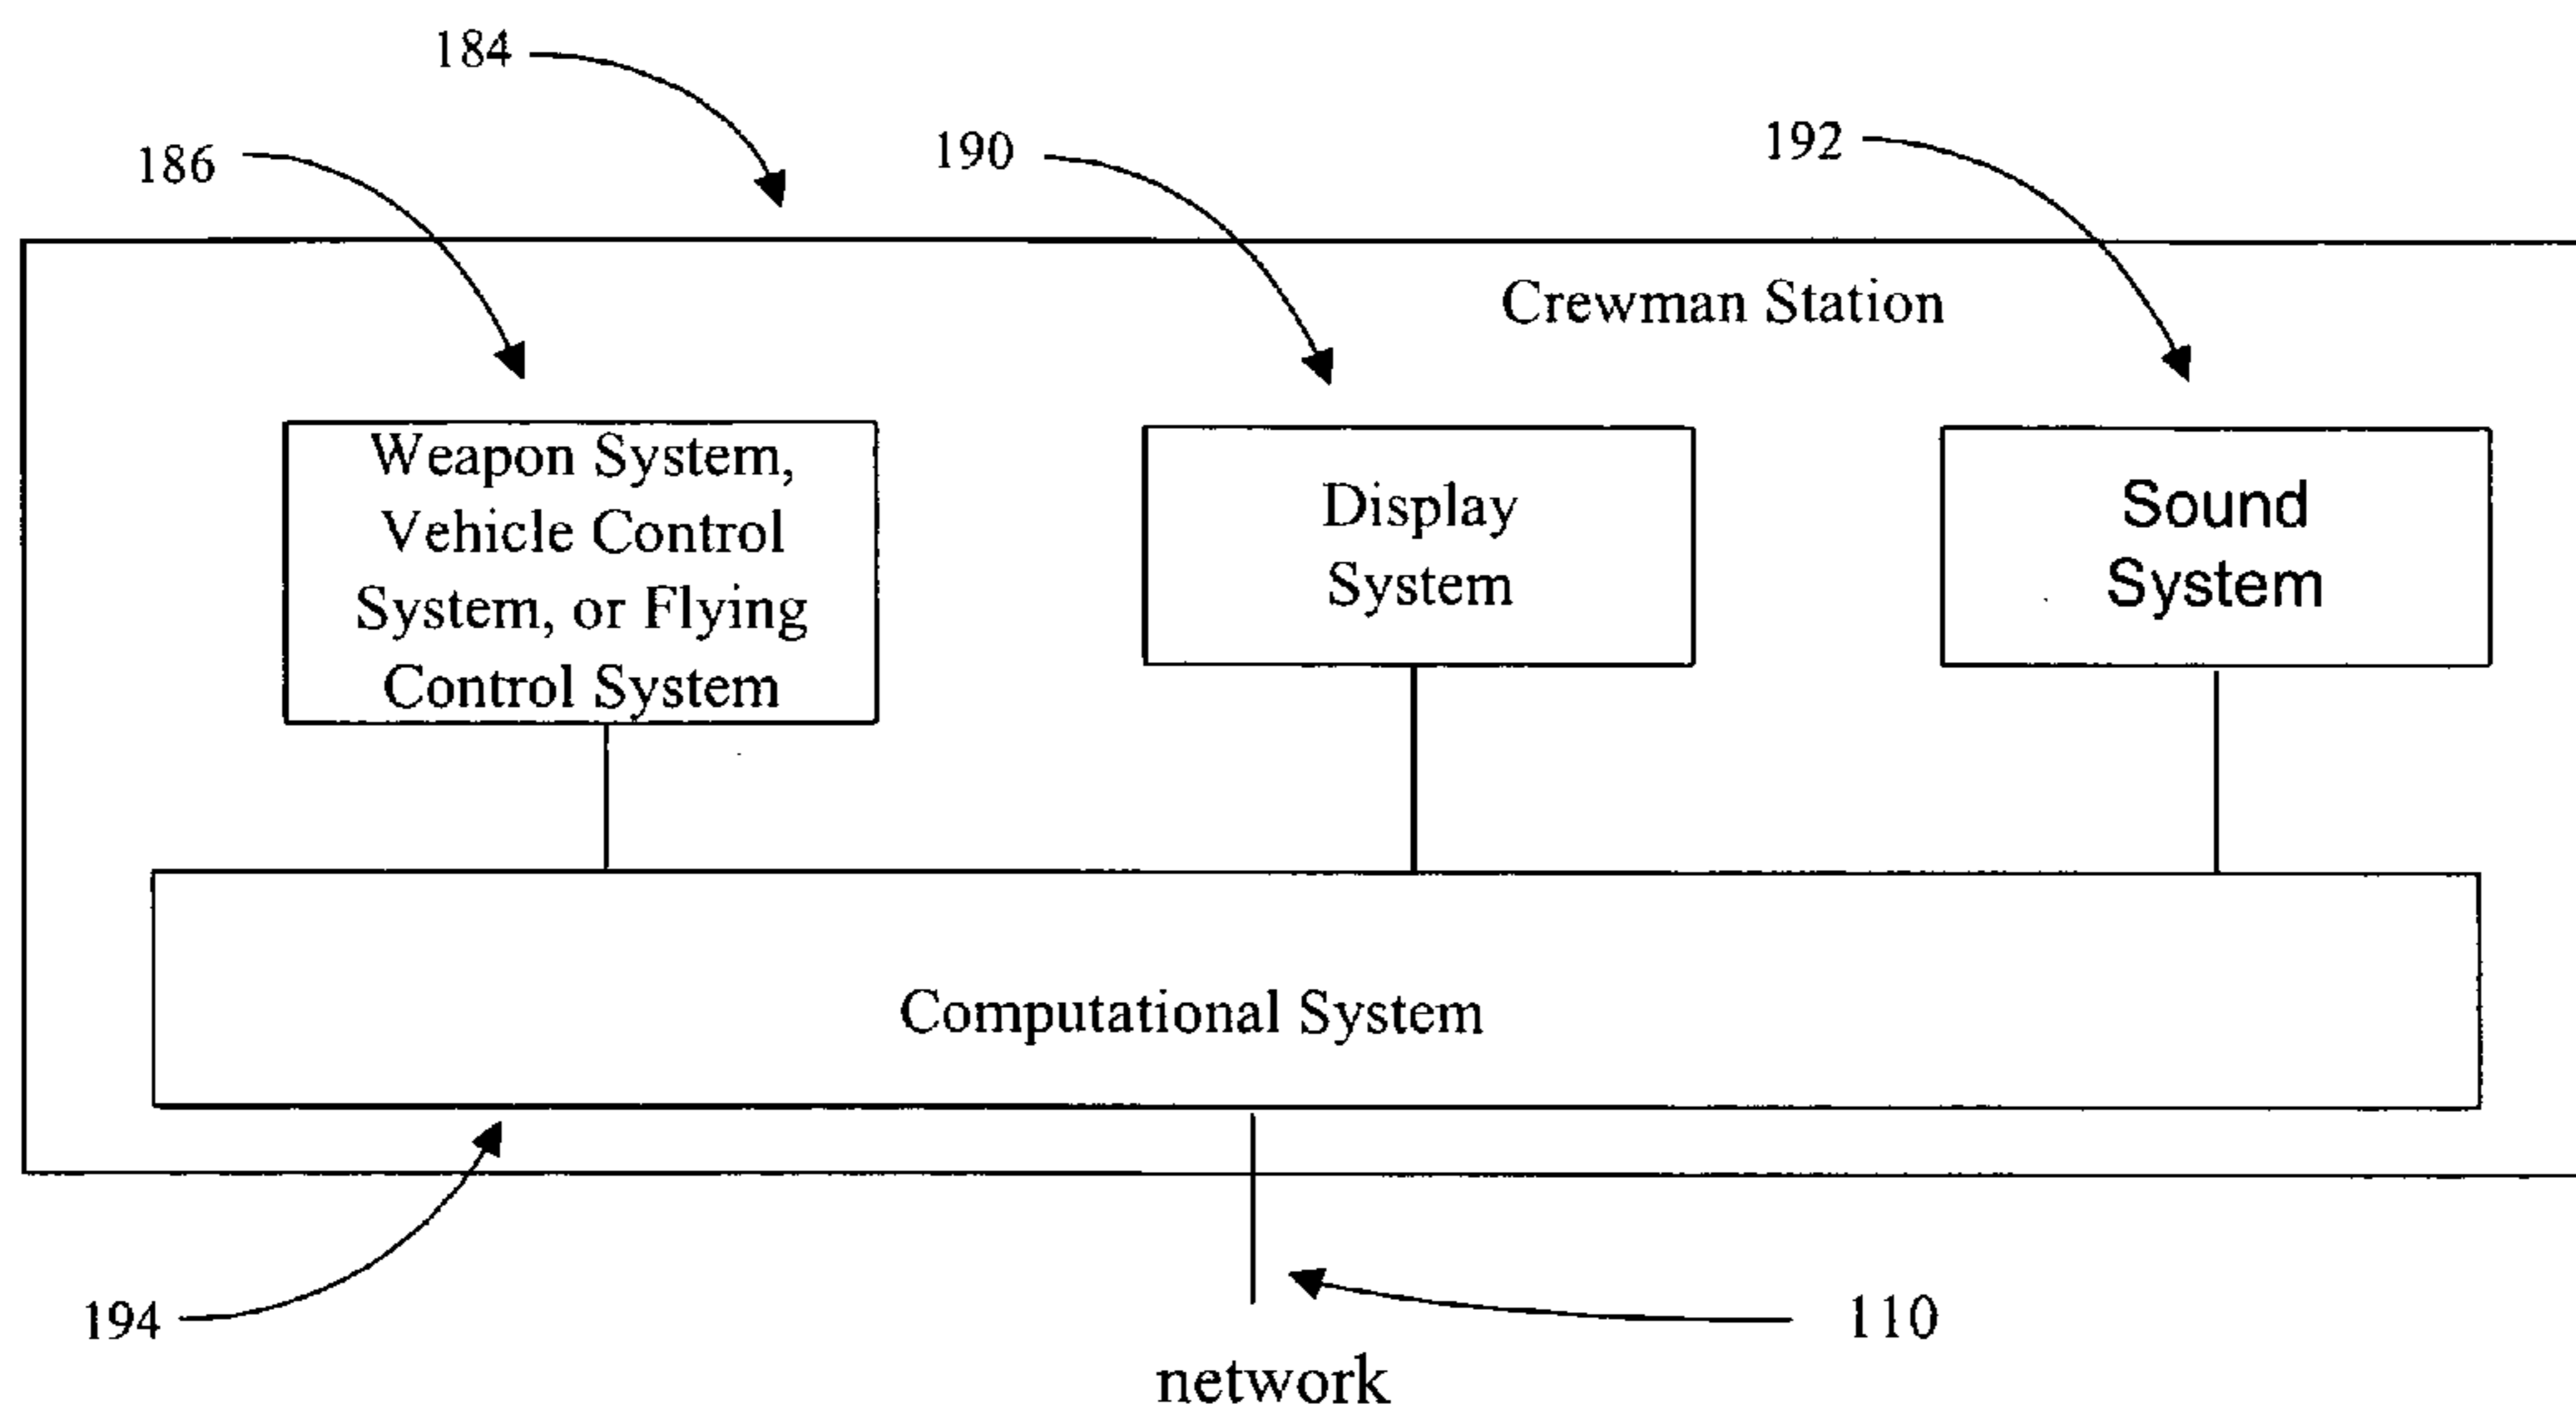 184
186
190
192
Crewman Station
Weapon System,
Vehicle Control
System, or Flying
Control System
Display
System
Sound
System
Computational System
194
110
network